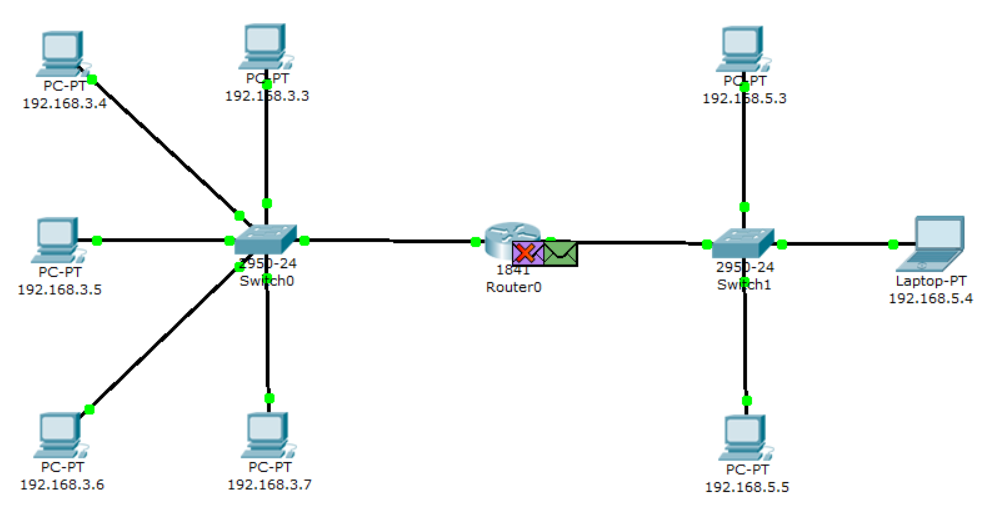 PC-PT
192.168.3.4
PC-PT
192.168.3.3
PC-PT
192.168.5.3
PC-PT
192.168.3.5
2950-24
Switch0
1841
Router0
2950-24
Switch1
Laptop-PT
192.168.5.4
PC-PT
192.168.3.6
PC-PT
192.168.3.7
PC-PT
192.168.5.5